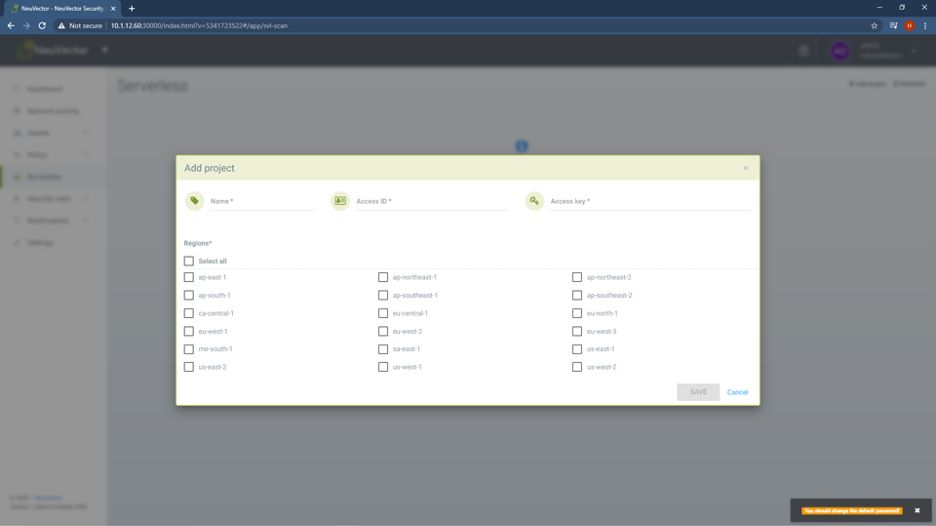 NeuVector - NeuVector Security
Not secure | 10.1.12.60:30000/index.html?v=5341723522#/app/svl-scan
H
NeuVector
Dashboard
Network activity
Assets
Policy
Serverless
Security risks
Notifications
Settings
Serverless
Add project
Add project
×
Name *
Access ID *
Access key *
Regions*
Select all
ap-east-1 ap-northeast-1 ap-northeast-2
ap-south-1 ap-southeast-1 ap-southeast-2
ca-central-1 eu-central-1 eu-north-1
eu-west-1 eu-west-2 eu-west-3
me-south-1 sa-east-1 us-east-1
us-east-2 us-west-1 us-west-2
SAVE Cancel
You should change the default password!